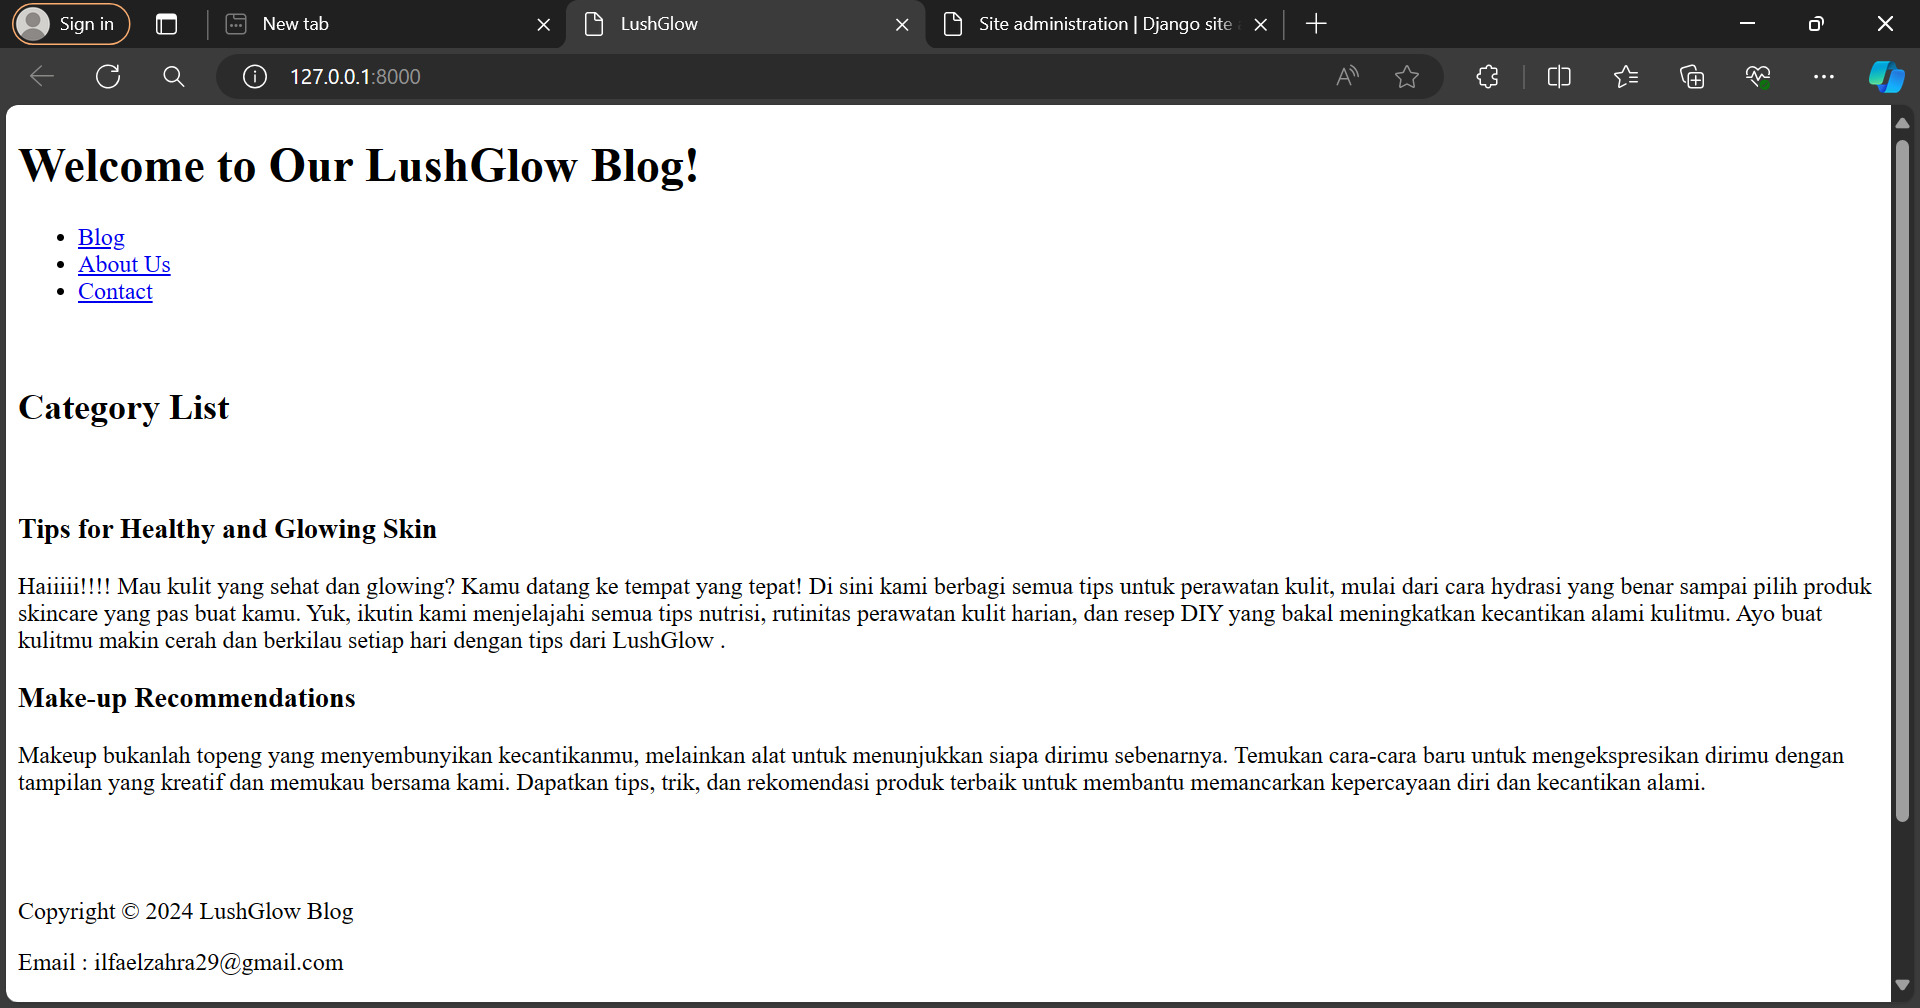 Sign in
New tab
LushGlow
Site administration | Django site
127.0.0.1:8000
Welcome to Our LushGlow Blog!
• Blog
• About Us
• Contact
Category List
Tips for Healthy and Glowing Skin
Haiiiii!!!! Mau kulit yang sehat dan glowing? Kamu datang ke tempat yang tepat! Di sini kami berbagi semua tips untuk perawatan kulit, mulai dari cara hydrasi yang benar sampai pilih produk
skincare yang pas buat kamu. Yuk, ikutin kami menjelajahi semua tips nutrisi, rutinitas perawatan kulit harian, dan resep DIY yang bakal meningkatkan kecantikan alami kulitmu. Ayo buat
kulitmu makin cerah dan berkilau setiap hari dengan tips dari LushGlow .
Make-up Recommendations
Makeup bukanlah topeng yang menyembunyikan kecantikanmu, melainkan alat untuk menunjukkan siapa dirimu sebenarnya. Temukan cara-cara baru untuk mengekspresikan dirimu dengan
tampilan yang kreatif dan memukau bersama kami. Dapatkan tips, trik, dan rekomendasi produk terbaik untuk membantu memancarkan kepercayaan diri dan kecantikan alami.
Copyright © 2024 LushGlow Blog
Email : ilfaelzahra29@gmail.com